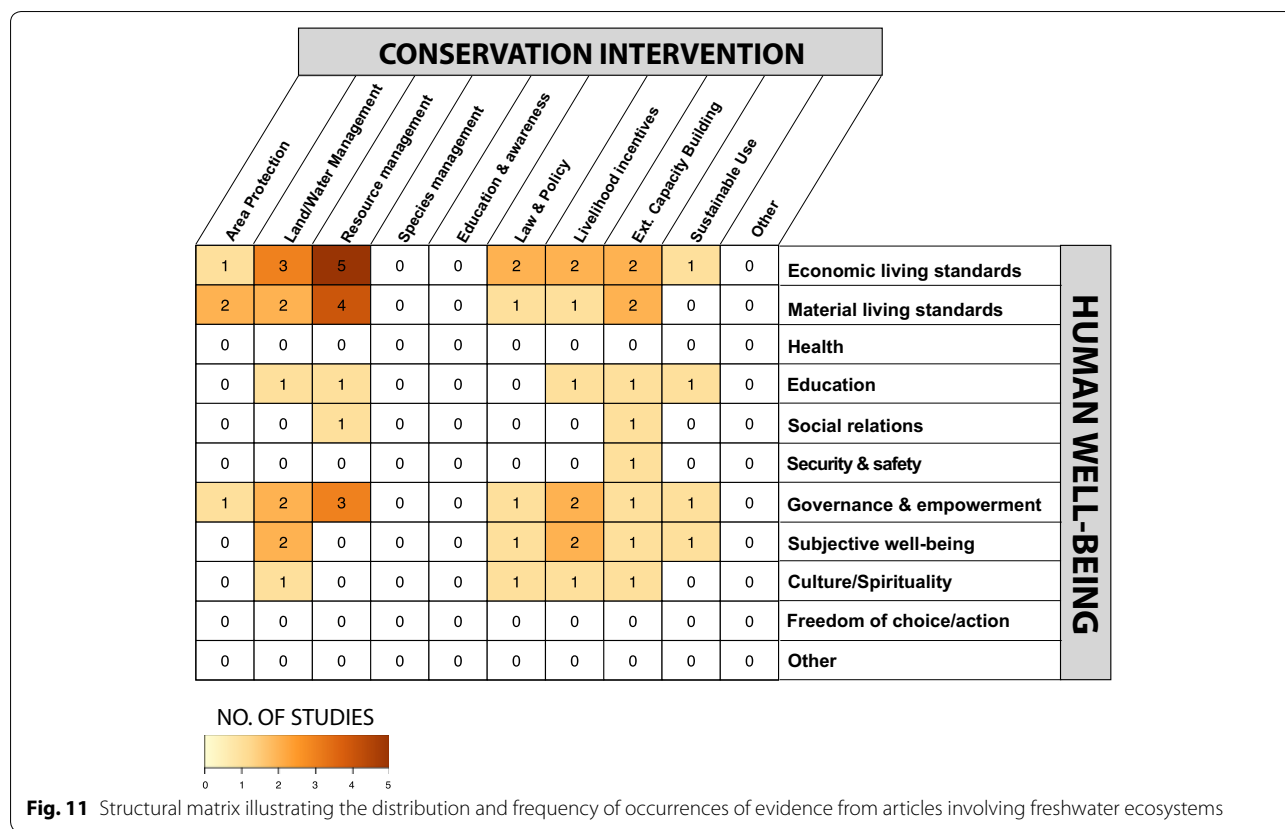 CONSERVATION INTERVENTION
Area Protection
Land/Water Management
Resource management
Species management
Education & awareness
Law & Policy
Livelihood incentives
Ext. Capacity Building
Sustainable Use
Other
1 3 5 0 0 2 2 2 1 0 Economic living standards
2 2 4 0 0 1 1 2 0 0 Material living standards
0 0 0 0 0 0 0 0 0 0 Health
0 1 1 0 0 0 1 1 1 0 Education
0 0 1 0 0 0 0 1 0 0 Social relations
0 0 0 0 0 0 0 1 0 0 Security & safety
1 2 3 0 0 1 2 1 1 0 Governance & empowerment
0 2 0 0 0 1 2 1 1 0 Subjective well-being
0 1 0 0 0 1 1 1 0 0 Culture/Spirituality
0 0 0 0 0 0 0 0 0 0 Freedom of choice/action
0 0 0 0 0 0 0 0 0 0 Other
HUMAN WELL-BEING
NO. OF STUDIES
0 1 2 3 4 5
Fig. 11 Structural matrix illustrating the distribution and frequency of occurrences of evidence from articles involving freshwater ecosystems